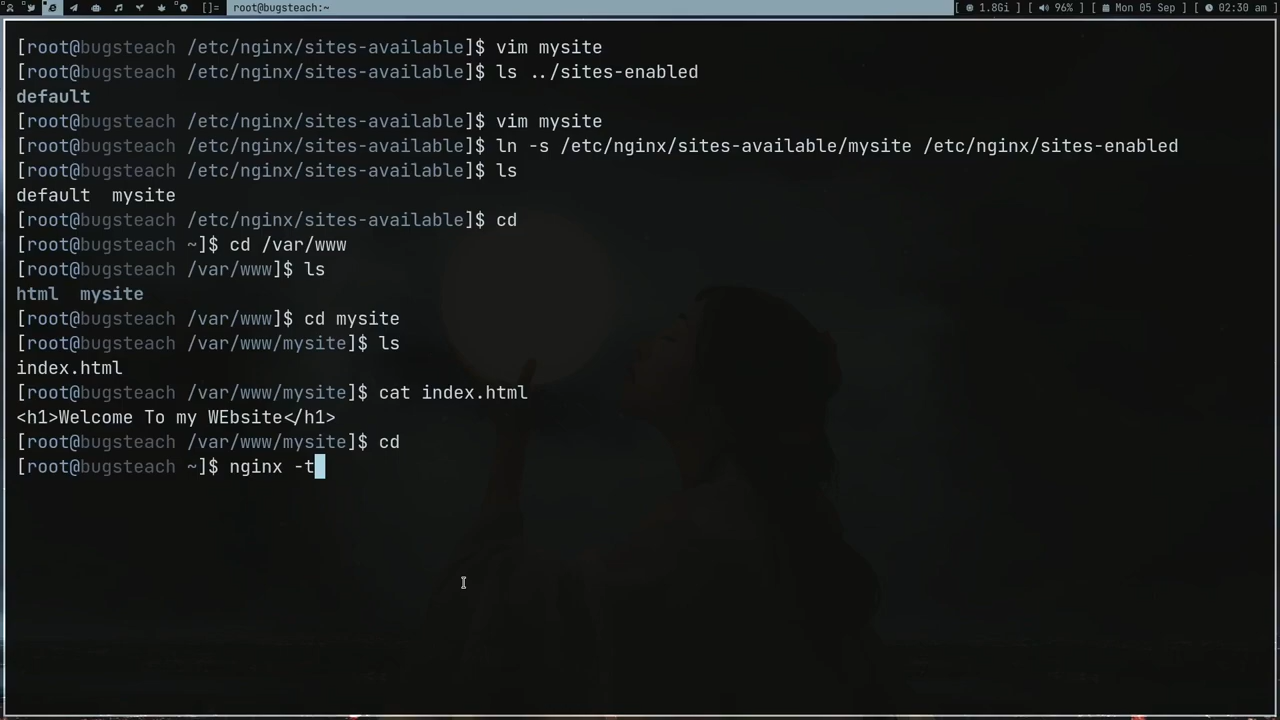 []= root@bugsteach:~ [ 1.8Gi ] [ 96% ] [ Mon 05 Sep ] [ 02:30 am ]
[root@bugsteach /etc/nginx/sites-available]$ vim mysite
[root@bugsteach /etc/nginx/sites-available]$ ls ../sites-enabled
default
[root@bugsteach /etc/nginx/sites-available]$ vim mysite
[root@bugsteach /etc/nginx/sites-available]$ ln -s /etc/nginx/sites-available/mysite /etc/nginx/sites-enabled
[root@bugsteach /etc/nginx/sites-available]$ ls
default  mysite
[root@bugsteach /etc/nginx/sites-available]$ cd
[root@bugsteach ~]$ cd /var/www
[root@bugsteach /var/www]$ ls
html  mysite
[root@bugsteach /var/www]$ cd mysite
[root@bugsteach /var/www/mysite]$ ls
index.html
[root@bugsteach /var/www/mysite]$ cat index.html
<h1>Welcome To my WEbsite</h1>
[root@bugsteach /var/www/mysite]$ cd
[root@bugsteach ~]$ nginx -t